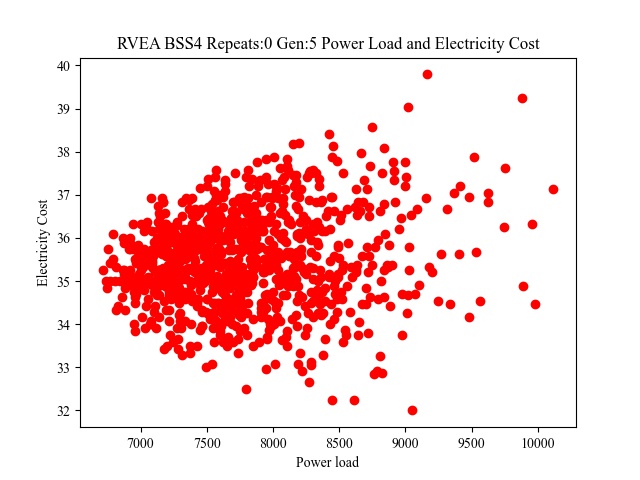 RVEA BSS4 Repeats:0 Gen:5 Power Load and Electricity Cost
40
39
38
37
36
35
34
33
32
Electricity Cost
7000 7500 8000 8500 9000 9500 10000
Power load